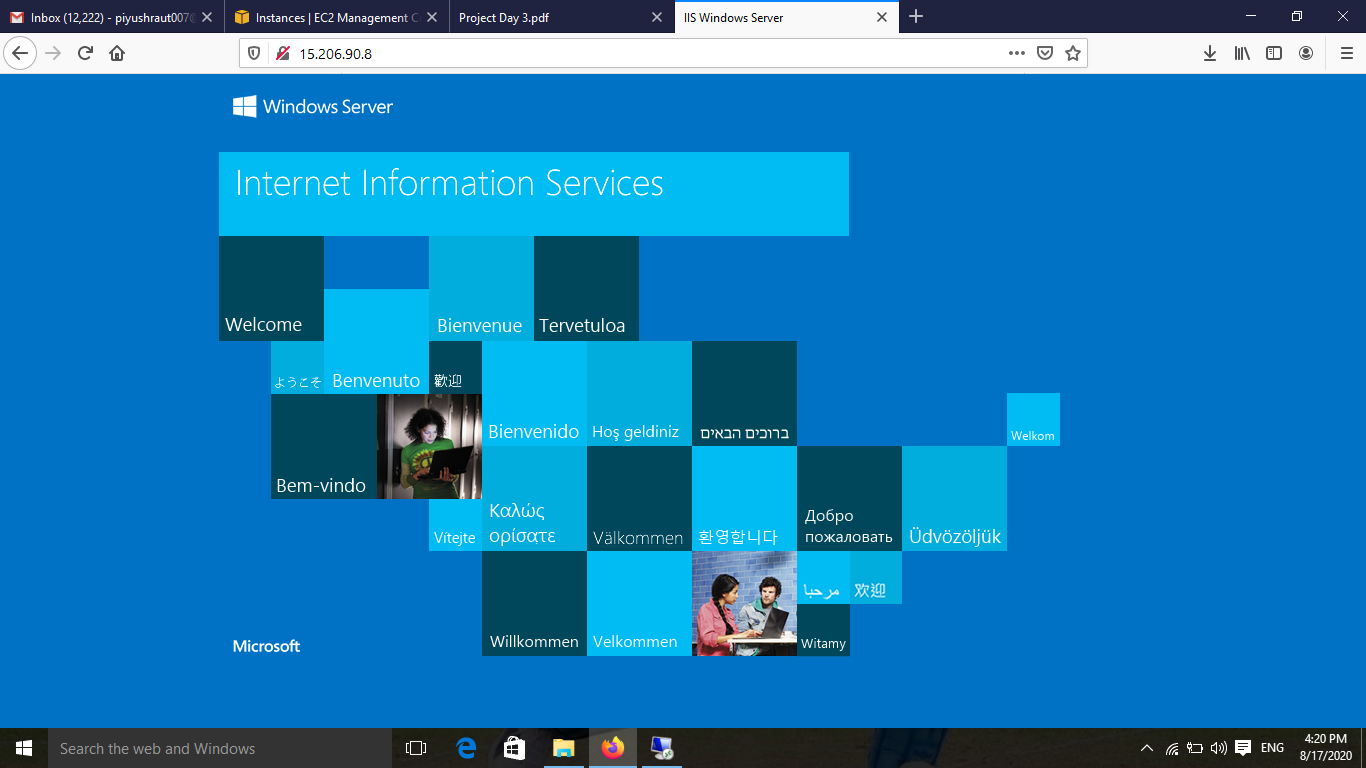 Inbox (12,222) - piyushraut007@
Instances | EC2 Management C
Project Day 3.pdf
IIS Windows Server
15.206.90.8
Windows Server
Internet Information Services
Welcome
Bienvenue
Tervetuloa
ようこそ
Benvenuto
歡迎
Bienvenido
Hoş geldiniz
ברוכים הבאים
Welkom
Bem-vindo
Vítejte
Καλώς
ορίσατε
Välkommen
환영합니다
Добро
пожаловать
Üdvözöljük
Willkommen
Velkommen
مرحبا
欢迎
Witamy
Microsoft
Search the web and Windows
ENG
4:20 PM
8/17/2020